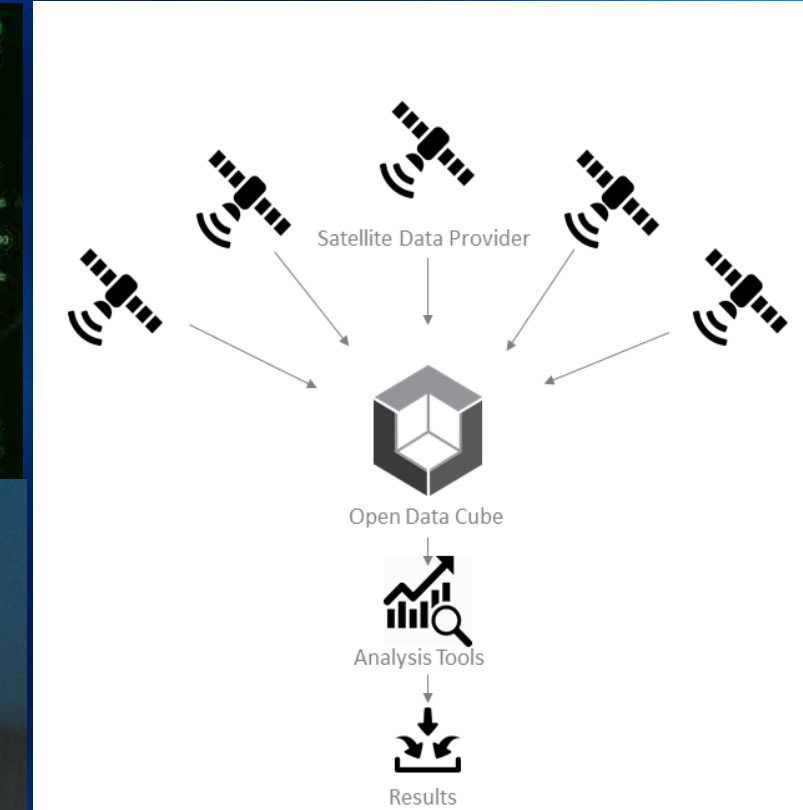 Satellite Data Provider
Open Data Cube
Analysis Tools
Results